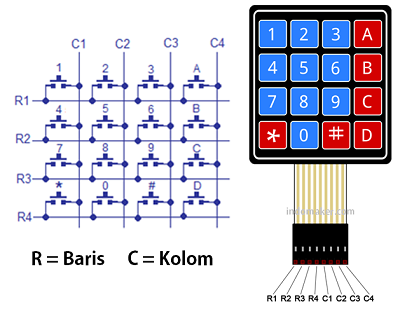 C1 C2 C3 C4
1 2 3 A
R1
4 5 6 B
R2
7 8 9 C
R3
* 0 # D
R4
R = Baris C = Kolom
1 2 3 A
4 5 6 B
7 8 9 C
* 0 # D
R1 R2 R3 R4 C1 C2 C3 C4